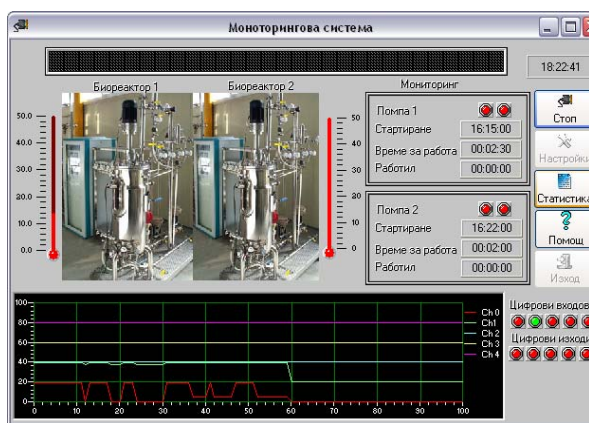 Моноторингова система
18:22:41
Биореактор 1
Биореактор 2
Мониторинг
50.0
40.0
30.0
20.0
10.0
0.0
50
40
30
20
10
0
Помпа 1
Стартиране 16:15:00
Време за работа 00:02:30
Работил 00:00:00
Помпа 2
Стартиране 16:22:00
Време за работа 00:02:00
Работил 00:00:00
Стоп
Настройки
Статистика
Помощ
Изход
100
80
60
40
20
0
0 10 20 30 40 50 60 70 80 90 100
Ch 0
Ch1
Ch 2
Ch 3
Ch 4
Цифрови входов
Цифрови изходи